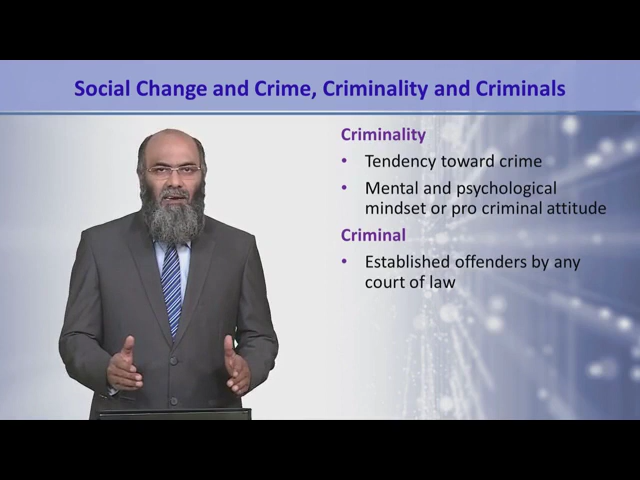 Social Change and Crime, Criminality and Criminals
Criminality
• Tendency toward crime
• Mental and psychological
mindset or pro criminal attitude
Criminal
• Established offenders by any
court of law